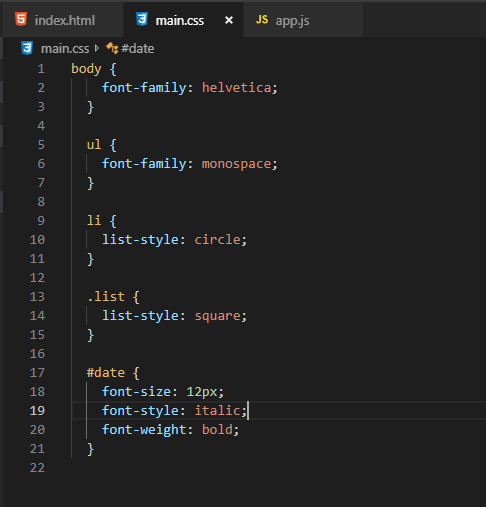 index.html main.css × JS app.js
main.css #date
1 body {
2 font-family: helvetica;
3 }
4
5 ul {
6 font-family: monospace;
7 }
8
9 li {
10 list-style: circle;
11 }
12
13 .list {
14 list-style: square;
15 }
16
17 #date {
18 font-size: 12px;
19 font-style: italic;
20 font-weight: bold;
21 }
22